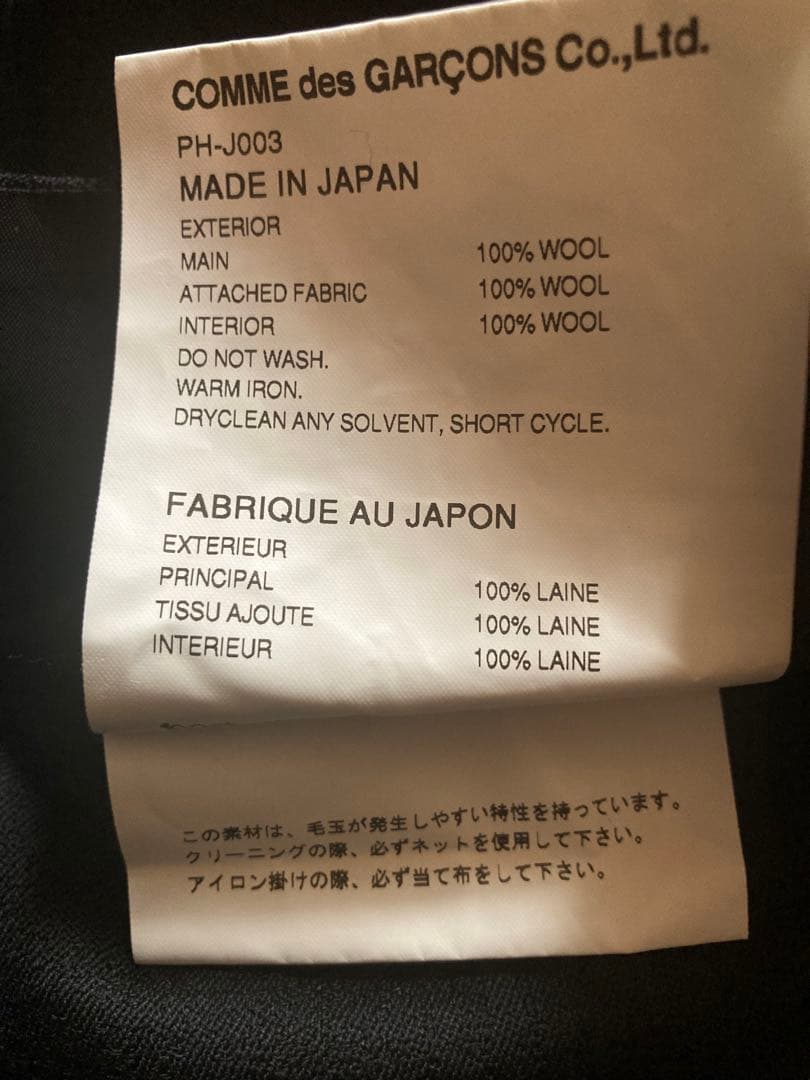 COMME des GARÇONS Co.,Ltd.
PH-J003
MADE IN JAPAN
EXTERIOR
MAIN 100% WOOL
ATTACHED FABRIC 100% WOOL
INTERIOR 100% WOOL
DO NOT WASH.
WARM IRON.
DRYCLEAN ANY SOLVENT, SHORT CYCLE.
FABRIQUE AU JAPON
EXTERIEUR
PRINCIPAL 100% LAINE
TISSU AJOUTE 100% LAINE
INTERIEUR 100% LAINE
この素材は、毛玉が発生しやすい特性を持っています。
クリーニングの際、必ずネットを使用して下さい。
アイロン掛けの際、必ず当て布をして下さい。